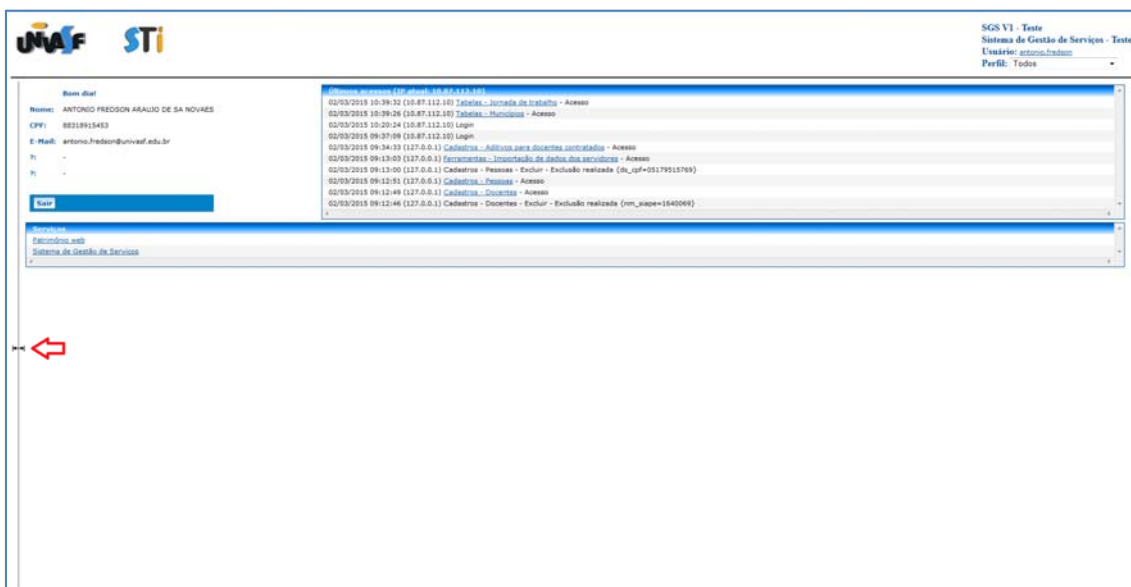 UNIVASF
STi
SGS V1 - Teste
Sistema de Gestão de Serviços - Teste
Usuário: antonio.fredson
Perfil: Todos
Bom dia!
Nome: ANTONIO FREDSON ARAUJO DE SA NOVAES
CPF: 88318915453
E-Mail: antonio.fredson@univasf.edu.br
?: -
?: -
Sair
Últimos acessos (IP atual: 10.87.112.10)
02/03/2015 10:39:32 (10.87.112.10) Tabelas - Jornada de trabalho - Acesso
02/03/2015 10:39:26 (10.87.112.10) Tabelas - Municípios - Acesso
02/03/2015 10:20:24 (10.87.112.10) Login
02/03/2015 09:37:09 (10.87.112.10) Login
02/03/2015 09:34:33 (127.0.0.1) Cadastros - Aditivos para docentes contratados - Acesso
02/03/2015 09:13:03 (127.0.0.1) Ferramentas - Importação de dados dos servidores - Acesso
02/03/2015 09:13:00 (127.0.0.1) Cadastros - Pessoas - Excluir - Exclusão realizada (ds_cpf=05179515769)
02/03/2015 09:12:51 (127.0.0.1) Cadastros - Pessoas - Acesso
02/03/2015 09:12:49 (127.0.0.1) Cadastros - Docentes - Acesso
02/03/2015 09:12:46 (127.0.0.1) Cadastros - Docentes - Excluir - Exclusão realizada (nm_siape=1640069)
Serviços
Patrimônio web
Sistema de Gestão de Serviços